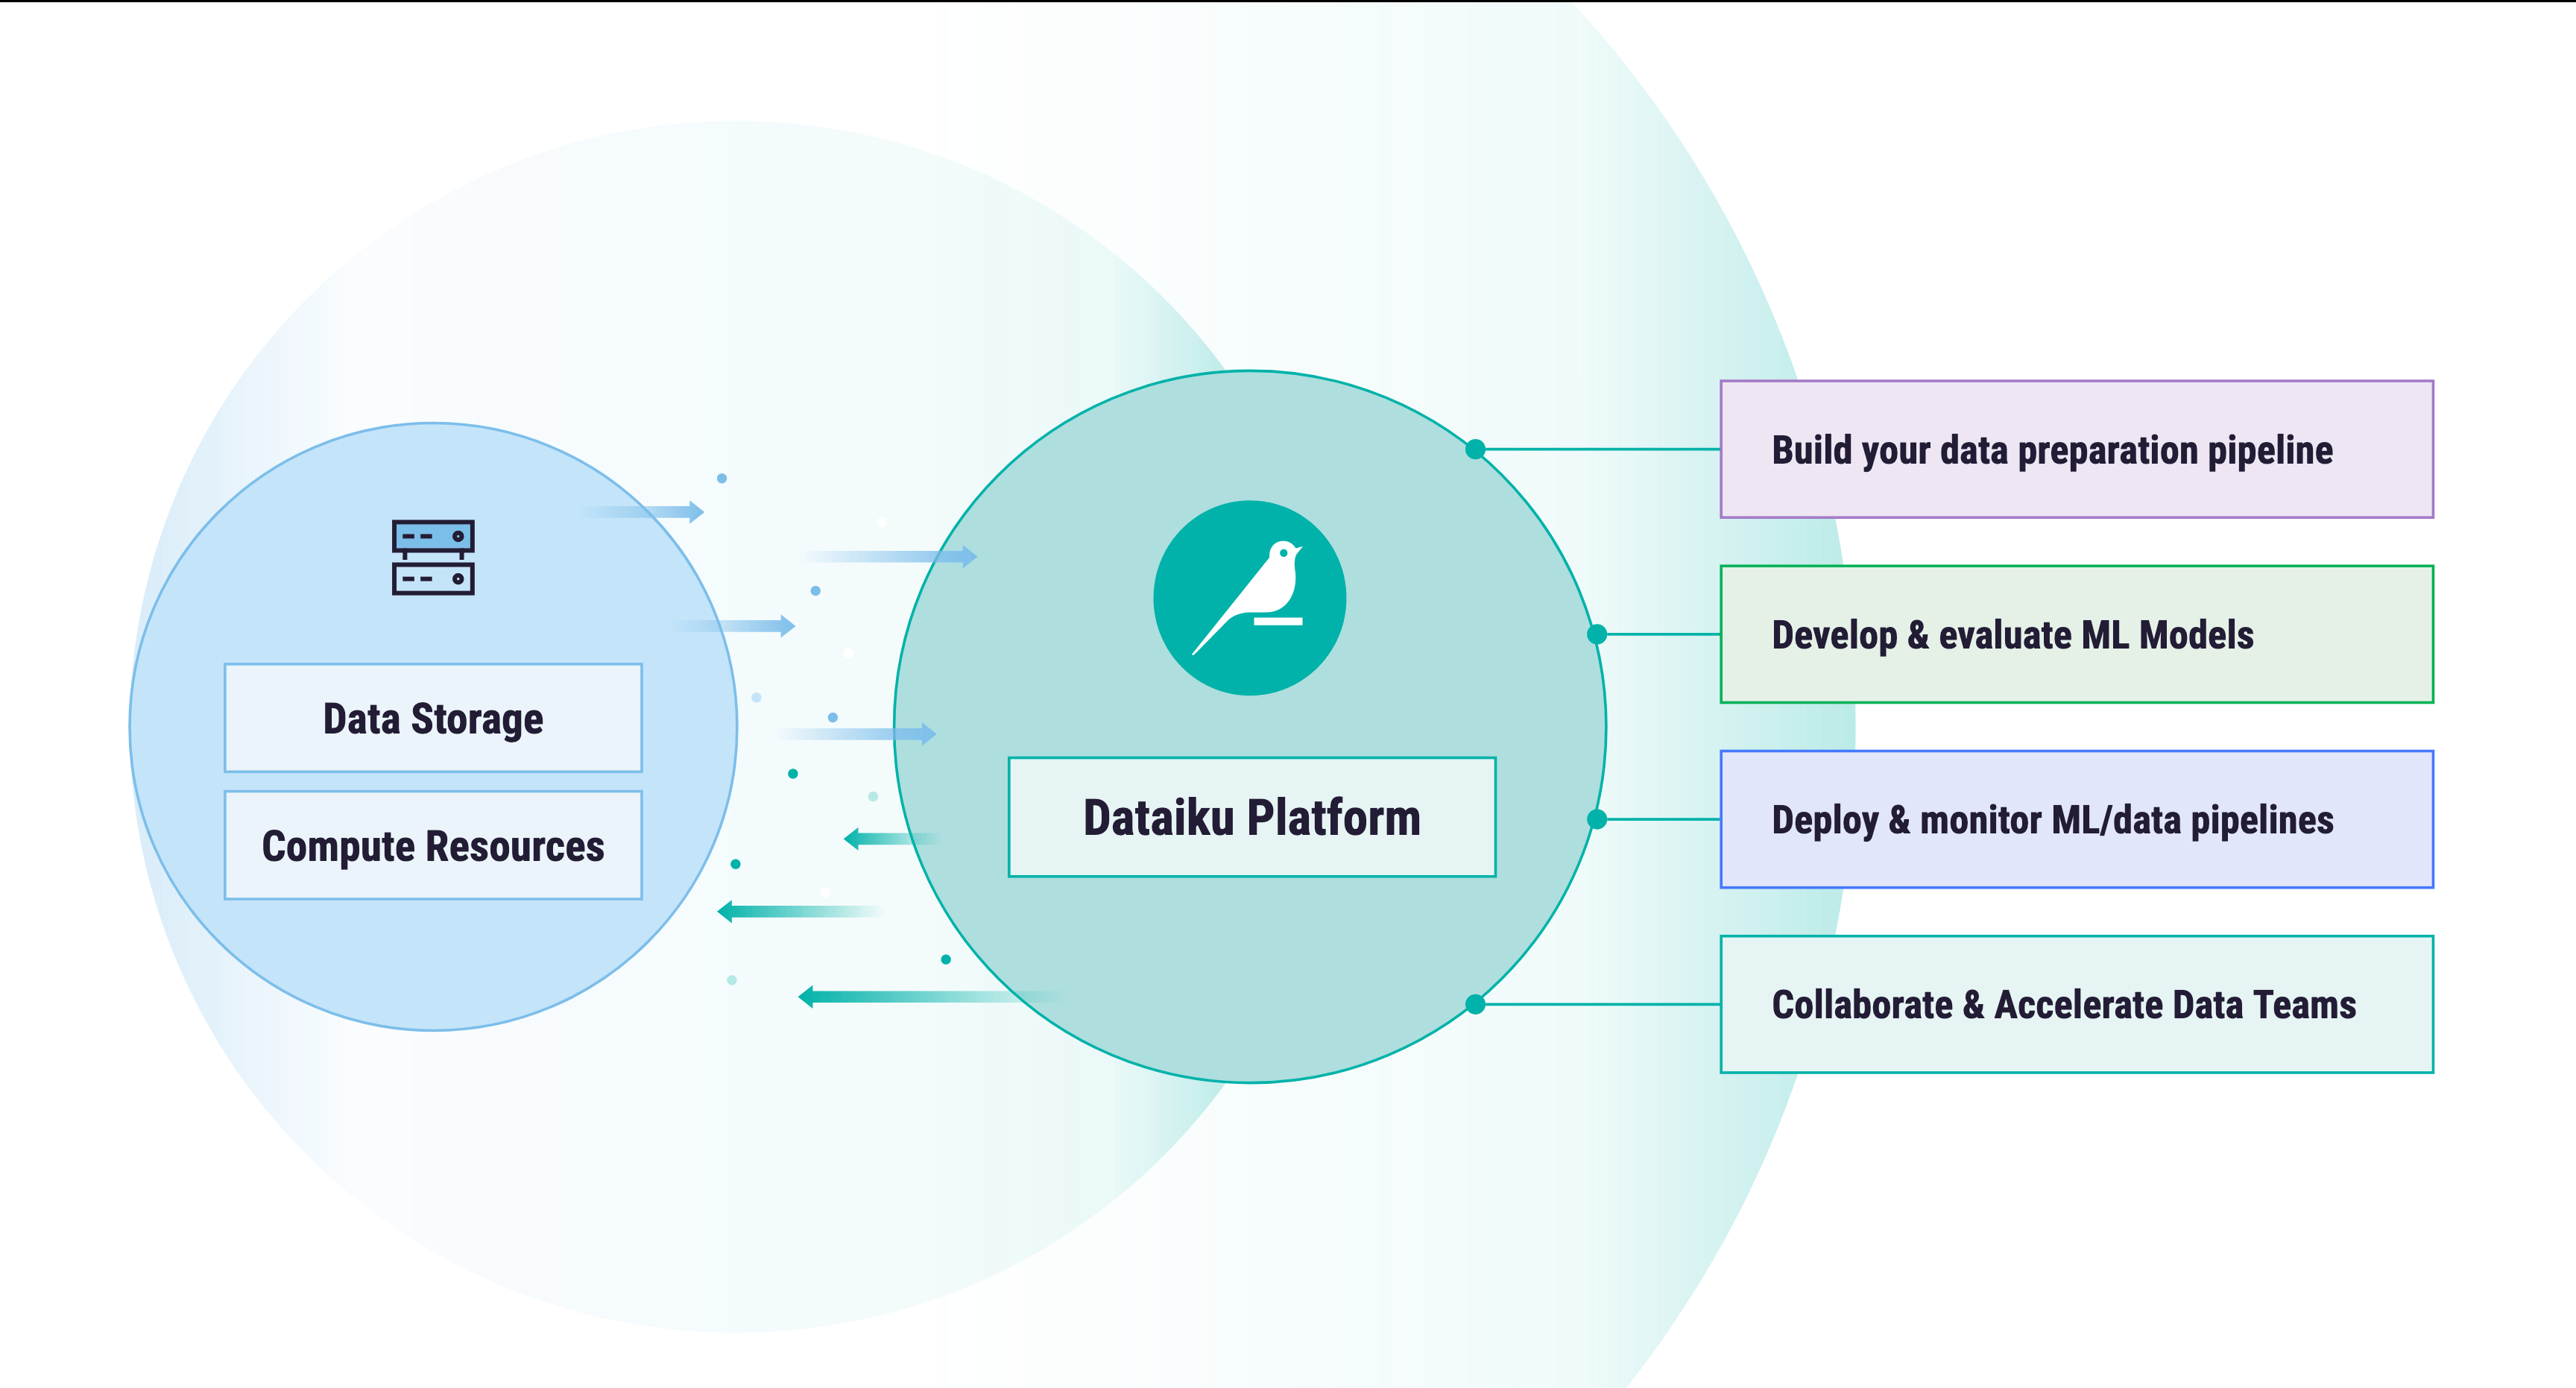 Data Storage
Compute Resources
Dataiku Platform
Build your data preparation pipeline
Develop & evaluate ML Models
Deploy & monitor ML/data pipelines
Collaborate & Accelerate Data Teams